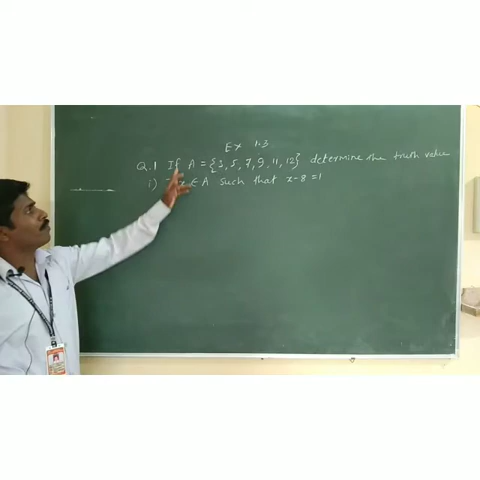 Ex 1.3
Q.1 If A = {3, 5, 7, 9, 11, 12} determine the truth value
i) x ∈ A such that x-8 =1